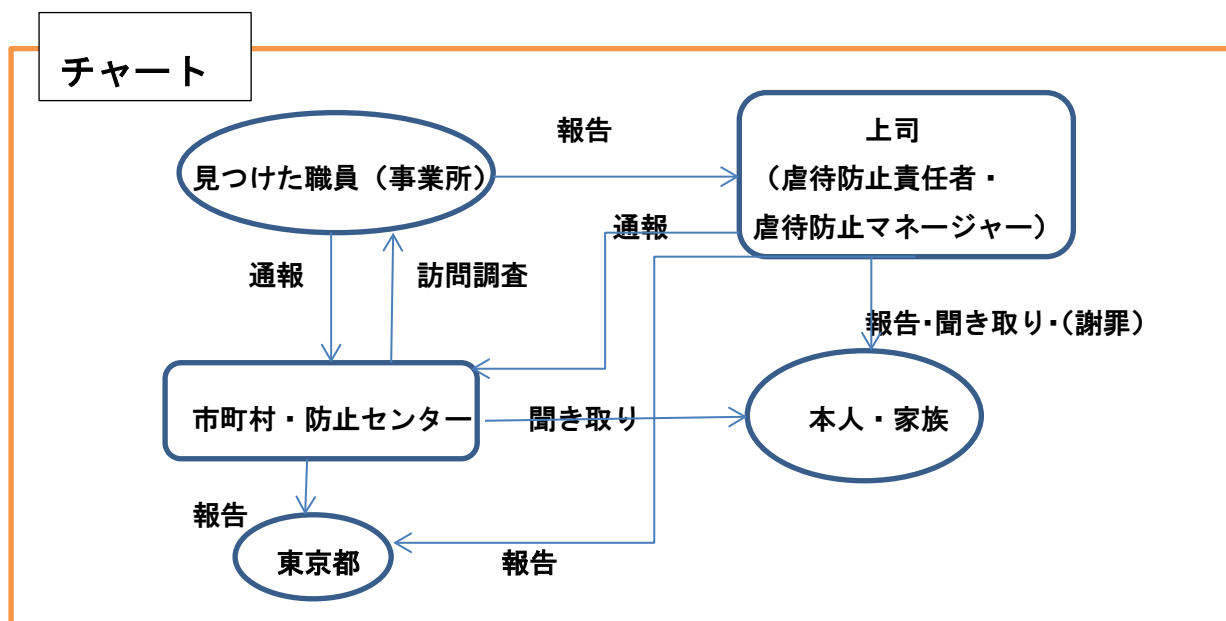 チャート
報告
上司
見つけた職員（事業所）
（虐待防止責任者・
虐待防止マネージャー）
通報
通報
訪問調査
報告・聞き取り・（謝罪）
市町村・防止センター
聞き取り
本人・家族
報告
東京都
報告